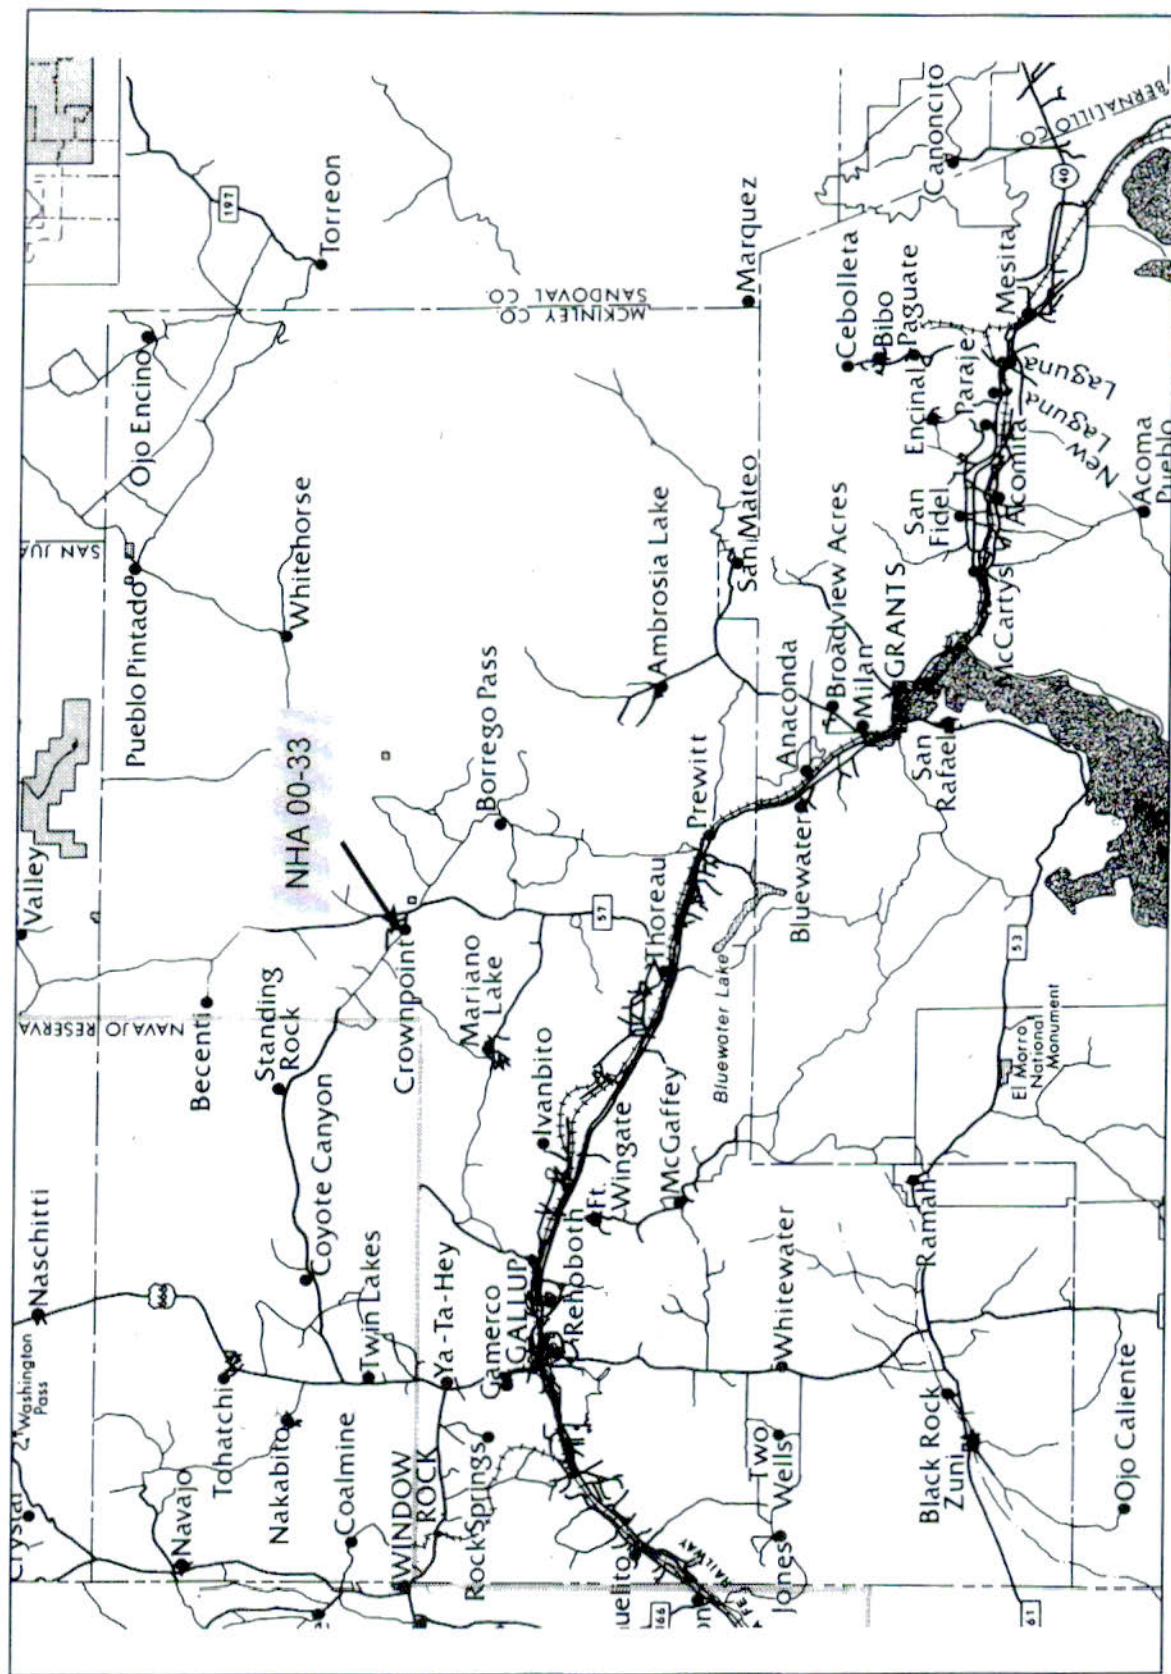 Crystal
Washington
Pass
Naschitti
Valley
Navajo
Tohatchi
666
Becenti
NAVAJO RESERVA
Pueblo Pintado
SAN JUA
Ojo Encino
197
Torreon
Nakabito
Coyote Canyon
Standing
Rock
NHA 00-33
Whitehorse
Coalmine
Twin Lakes
Crownpoint
WINDOW
ROCK
Ya-Ta-Hey
Mariano
Lake
Borrego Pass
Rock Springs
Gamerco
GALLUP
Rehoboth
Ivanbito
57
MCKINLEY CO.
SANDOVAL CO.
Ft.
Wingate
Thoreau
Prewitt
Ambrosia Lake
McGaffey
Bluewater Lake
San Mateo
Marquez
uelito
66
RAILWAY
Jones
Two
Wells
Whitewater
Bluewater
Anaconda
Broadview Acres
Milan
GRANTS
Cebolleta
Bibo
Paguate
Encinal
Paraje
Mesita
Canoncito
BERNALILLO CO.
40
San
Rafael
San
Fidel
McCartys
Acomita
New
Laguna
Laguna
Acoma
Pueblo
Black Rock
Zuni
Ramah
El Morro
National
Monument
53
Ojo Caliente
61